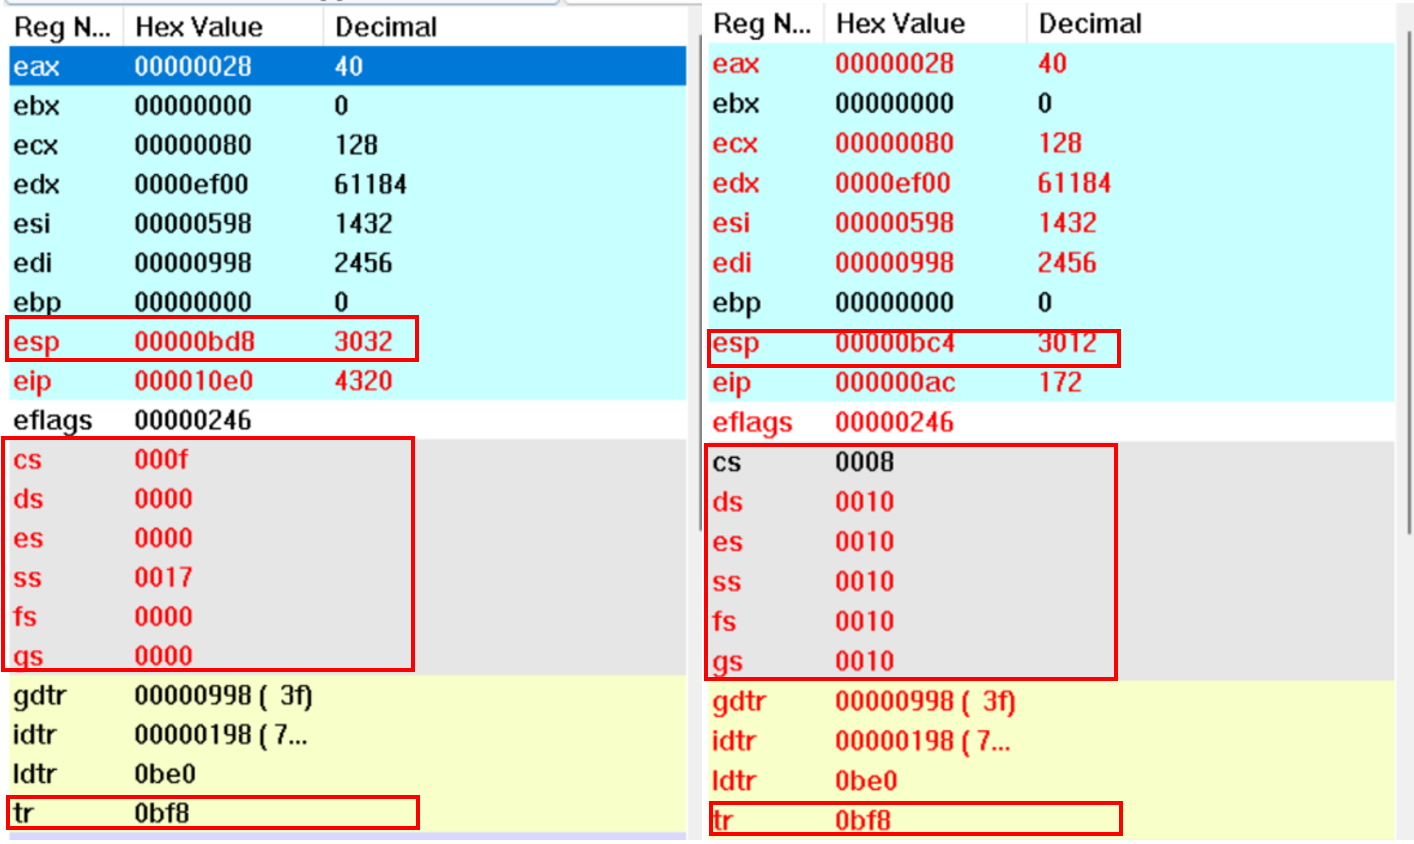 Reg N... Hex Value Decimal
eax 00000028 40
ebx 00000000 0
ecx 00000080 128
edx 0000ef00 61184
esi 00000598 1432
edi 00000998 2456
ebp 00000000 0
esp 00000bd8 3032
eip 000010e0 4320
eflags 00000246
cs 000f
ds 0000
es 0000
ss 0017
fs 0000
gs 0000
gdtr 00000998 ( 3f)
idtr 00000198 ( 7...
ldtr 0be0
tr 0bf8
Reg N... Hex Value Decimal
eax 00000028 40
ebx 00000000 0
ecx 00000080 128
edx 0000ef00 61184
esi 00000598 1432
edi 00000998 2456
ebp 00000000 0
esp 00000bc4 3012
eip 000000ac 172
eflags 00000246
cs 0008
ds 0010
es 0010
ss 0010
fs 0010
gs 0010
gdtr 00000998 ( 3f)
idtr 00000198 ( 7...
ldtr 0be0
tr 0bf8